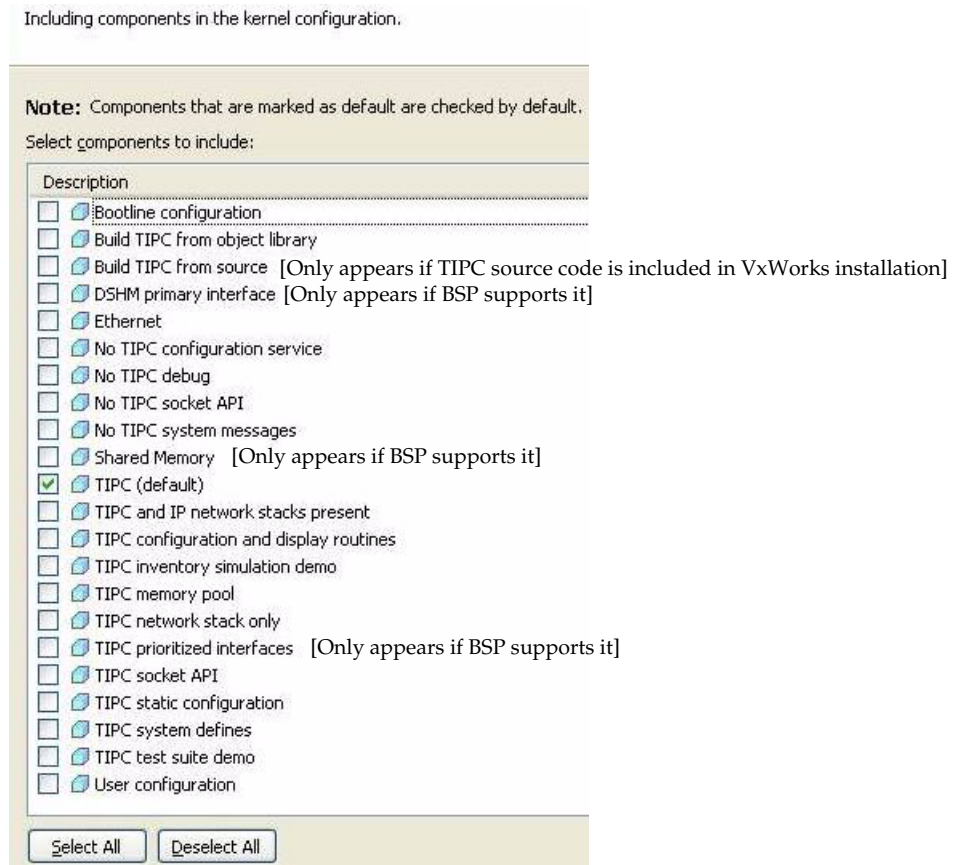 Including components in the kernel configuration.
Note: Components that are marked as default are checked by default.
Select components to include:
Description
Bootline configuration
Build TIPC from object library
Build TIPC from source [Only appears if TIPC source code is included in VxWorks installation]
DSHM primary interface [Only appears if BSP supports it]
Ethernet
No TIPC configuration service
No TIPC debug
No TIPC socket API
No TIPC system messages
Shared Memory [Only appears if BSP supports it]
TIPC (default)
TIPC and IP network stacks present
TIPC configuration and display routines
TIPC inventory simulation demo
TIPC memory pool
TIPC network stack only
TIPC prioritized interfaces [Only appears if BSP supports it]
TIPC socket API
TIPC static configuration
TIPC system defines
TIPC test suite demo
User configuration
Select All Deselect All